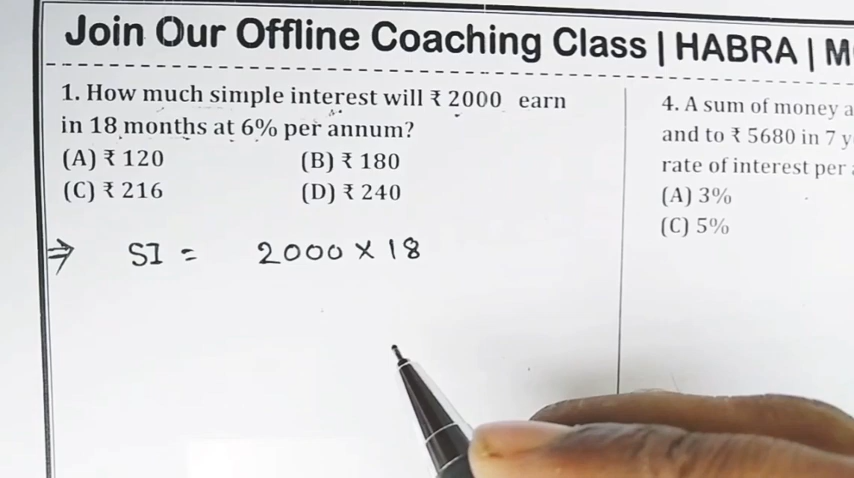 Join Our Offline Coaching Class | HABRA | M
1. How much simple interest will ₹ 2000 earn
in 18 months at 6% per annum?
(A) ₹ 120 (B) ₹ 180
(C) ₹ 216 (D) ₹ 240
⇒ SI = 2000 × 18
4. A sum of money a
and to ₹ 5680 in 7 y
rate of interest per
(A) 3%
(C) 5%